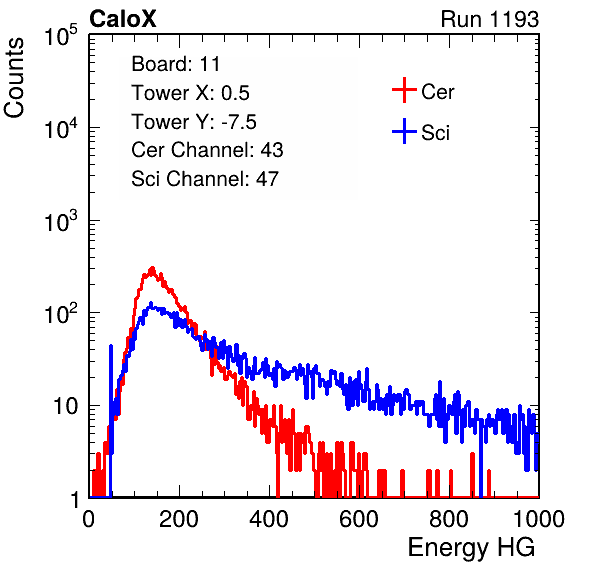 CaloX Run 1193
Counts
10^5
10^4
10^3
10^2
10
1
Board: 11
Tower X: 0.5
Tower Y: -7.5
Cer Channel: 43
Sci Channel: 47
Cer
Sci
0 200 400 600 800 1000
Energy HG